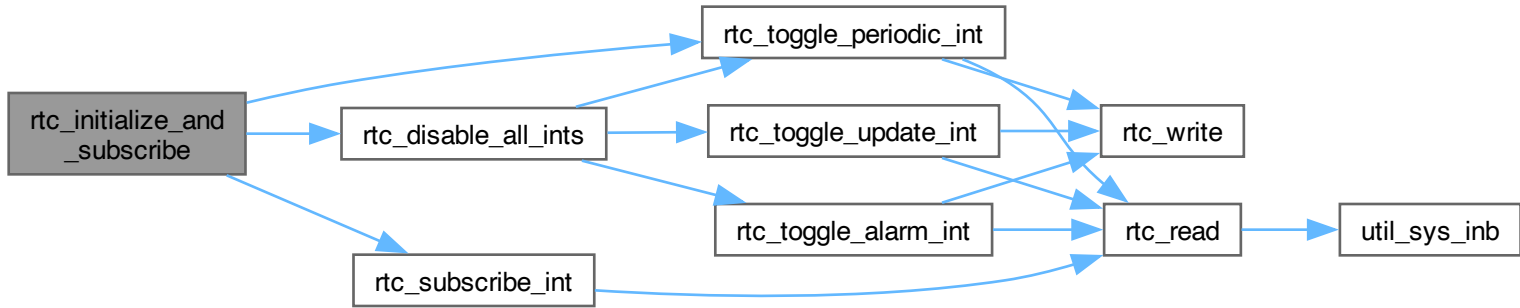 rtc_initialize_and
_subscribe
rtc_disable_all_ints
rtc_subscribe_int
rtc_toggle_periodic_int
rtc_toggle_update_int
rtc_toggle_alarm_int
rtc_write
rtc_read
util_sys_inb